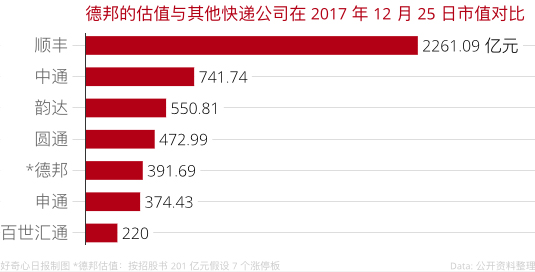 德邦的估值与其他快递公司在 2017 年 12 月 25 日市值对比
顺丰 2261.09 亿元
中通 741.74
韵达 550.81
圆通 472.99
*德邦 391.69
申通 374.43
百世汇通 220
好奇心日报制图 *德邦估值：按招股书 201 亿元假设 7 个涨停板 Data: 公开资料整理